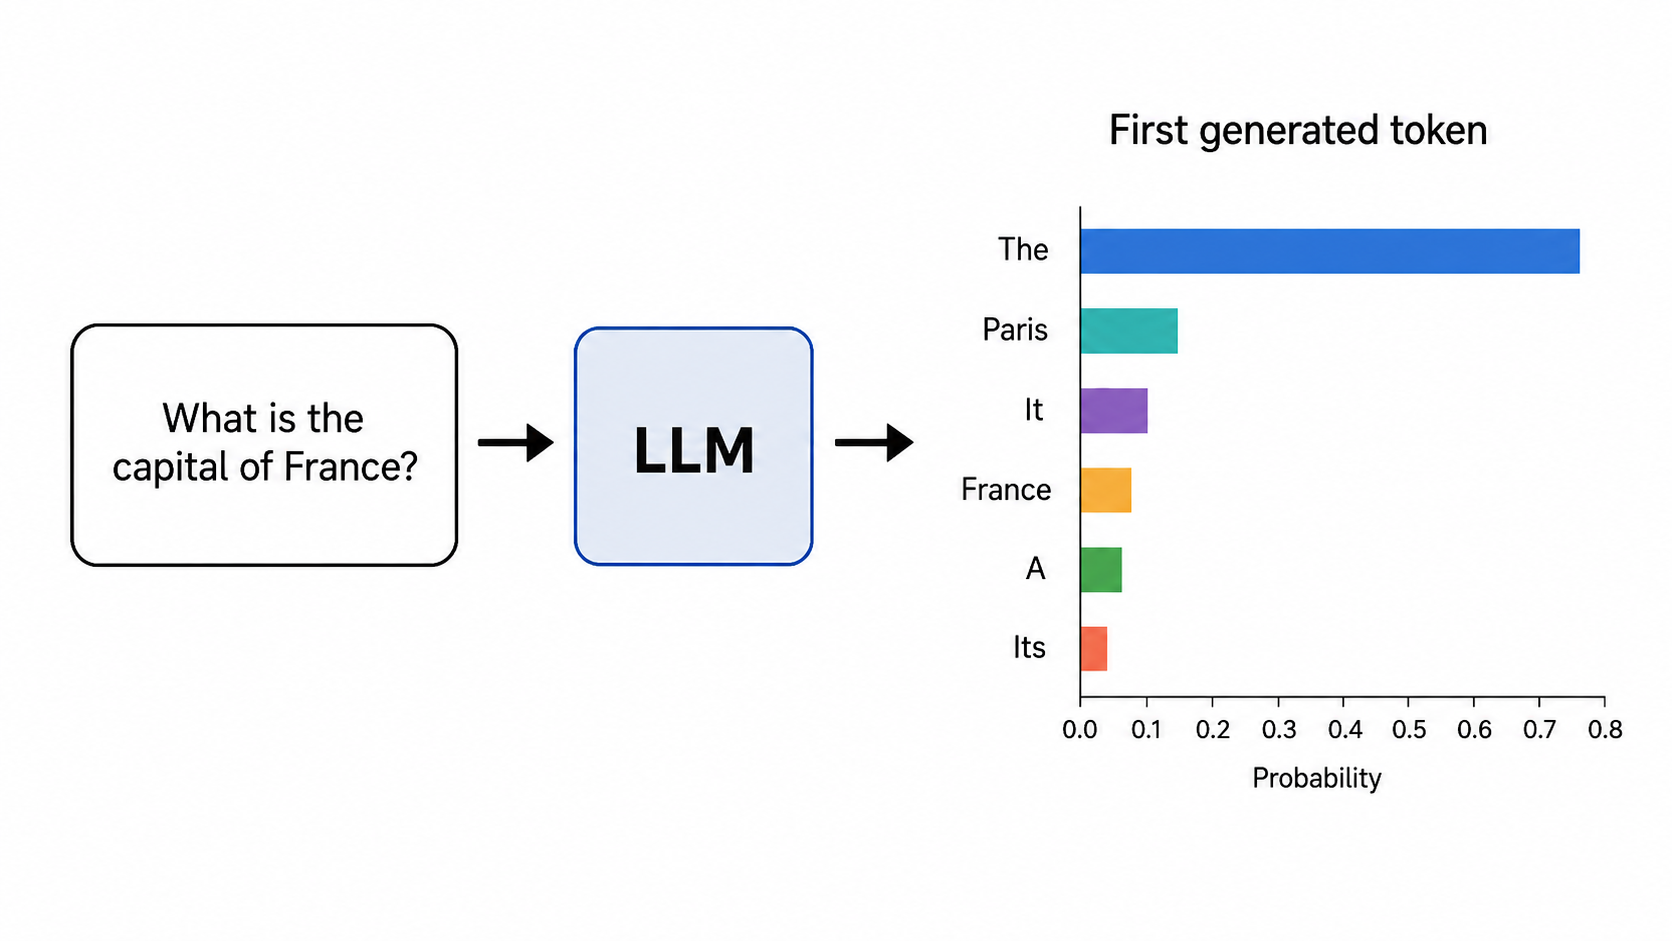 What is the
capital of France?
LLM
First generated token
The
Paris
It
France
A
Its
0.0 0.1 0.2 0.3 0.4 0.5 0.6 0.7 0.8
Probability